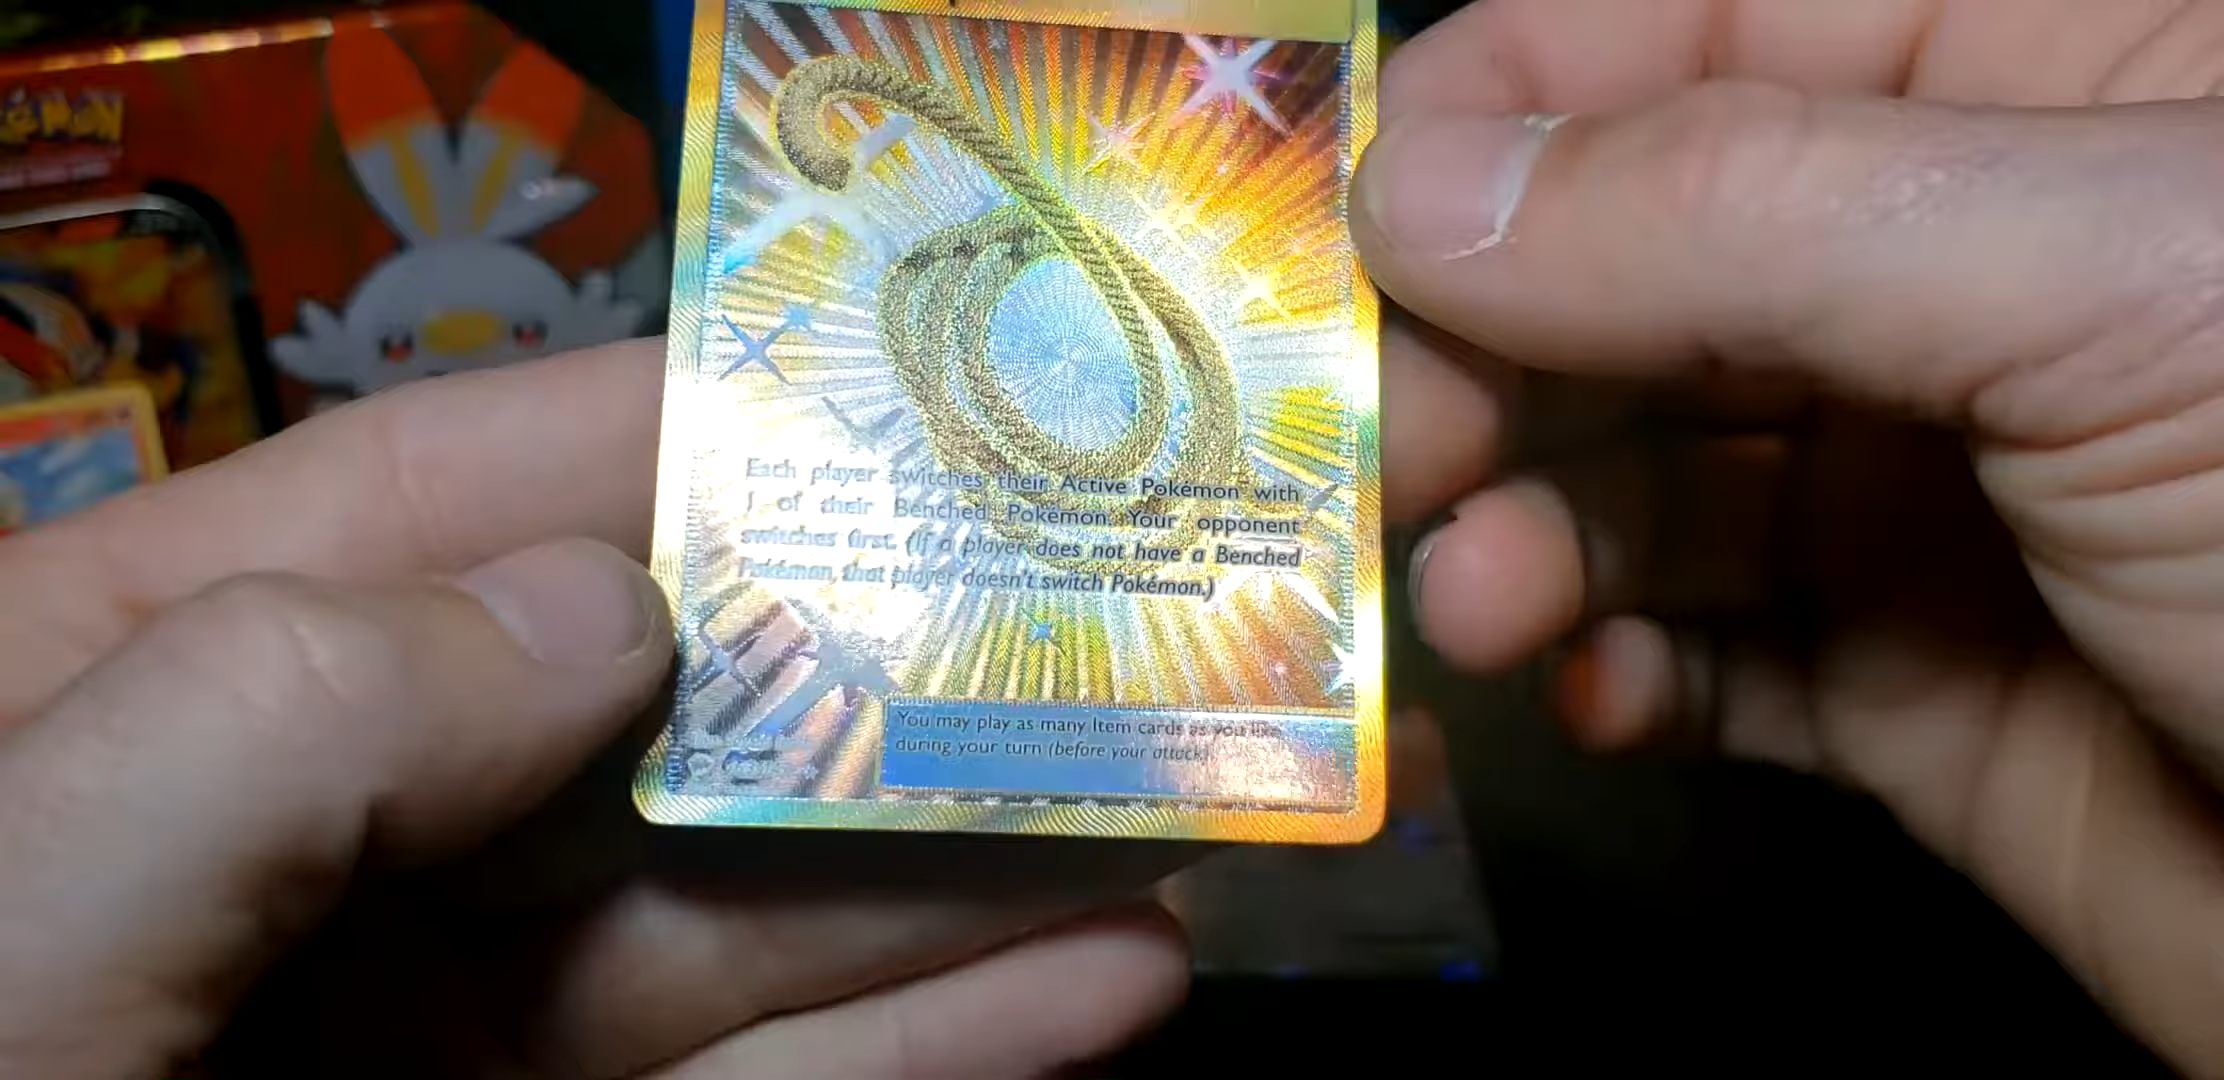 Each player switches their Active Pokémon with
1 of their Benched Pokémon. Your opponent
switches first. (If a player does not have a Benched
Pokémon, that player doesn't switch Pokémon.)
You may play as many Item cards as you like
during your turn (before your attack).